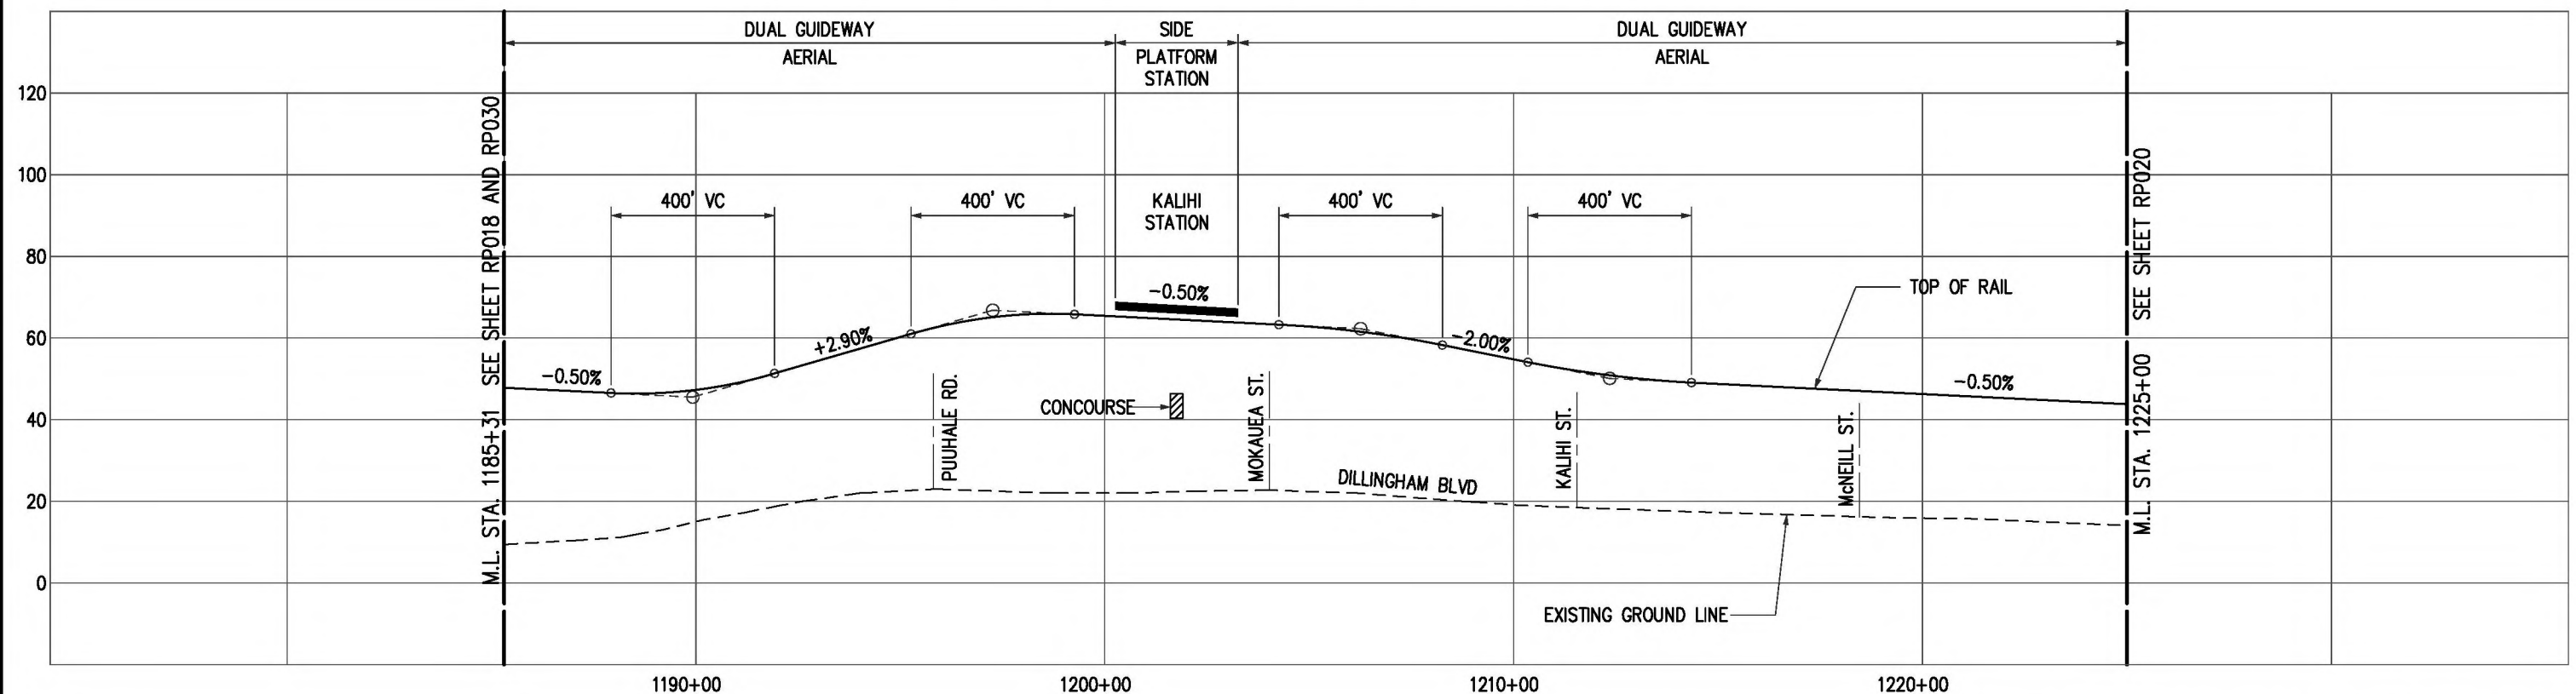 DUAL GUIDEWAY
AERIAL
SIDE
PLATFORM
STATION
DUAL GUIDEWAY
AERIAL
120
100
80
60
40
20
0
M.L. STA. 1185+31 SEE SHEET RP018 AND RP030
400' VC
400' VC
KALIHI
STATION
400' VC
400' VC
M.L. STA. 1225+00 SEE SHEET RP020
-0.50%
+2.90%
-0.50%
-2.00%
-0.50%
TOP OF RAIL
PUUHALE RD.
CONCOURSE
MOKAUEA ST.
DILLINGHAM BLVD
KALIHI ST.
McNEILL ST.
EXISTING GROUND LINE
1190+00
1200+00
1210+00
1220+00